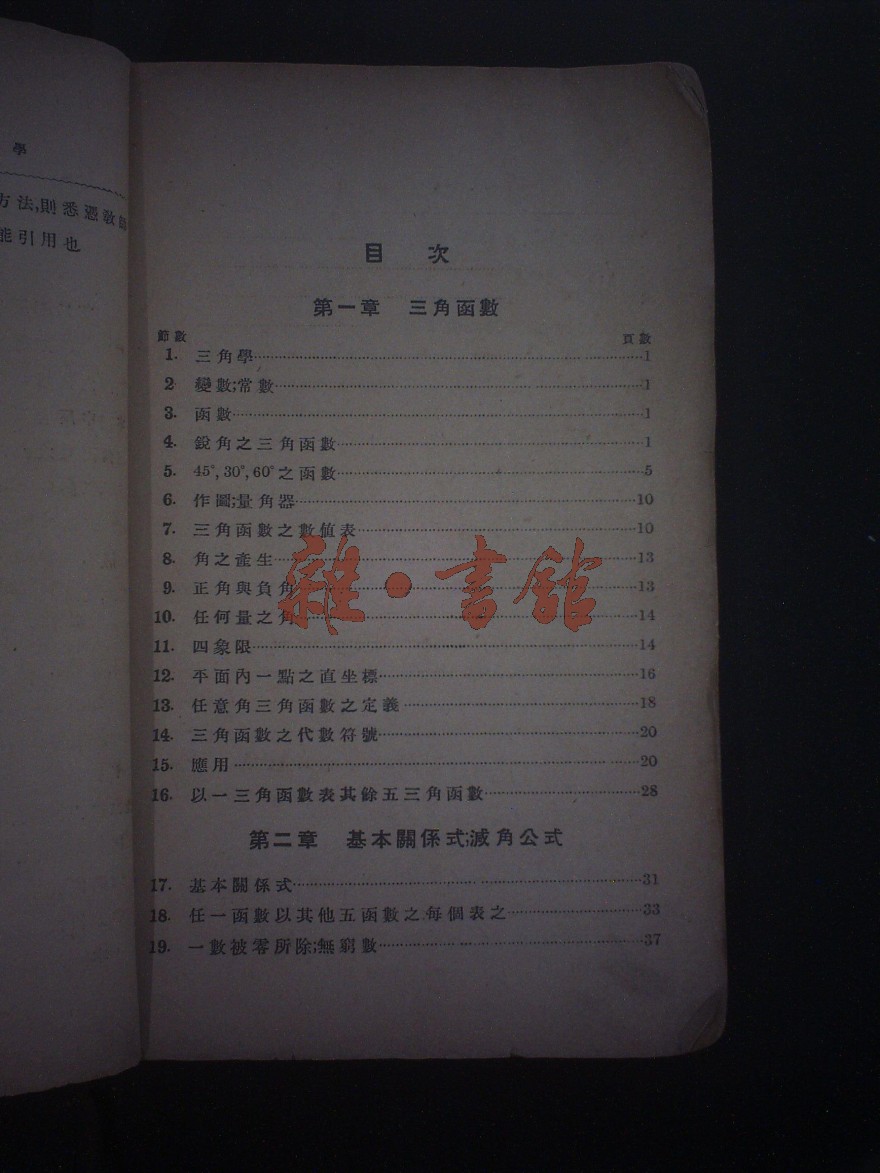 學
方法,則悉憑教師
能引用也
目 次
第一章 三角函數
節數 頁數
1. 三角學 1
2 變數;常數 1
3. 函數 1
4. 銳角之三角函數 1
5. 45°, 30°, 60° 之函數 5
6. 作圖;量角器 10
7. 三角函數之數值表 10
8. 角之產生 13
9. 正角與負角 13
10. 任何量之角 14
11. 四象限 14
12. 平面內一點之直坐標 16
13. 任意角三角函數之定義 18
14. 三角函數之代數符號 20
15. 應用 20
16. 以一三角函數表其餘五三角函數 28
第二章 基本關係式;減角公式
17. 基本關係式 31
18. 任一函數以其他五函數之每個表之 33
19. 一數被零所除;無窮數 37
雜·書館